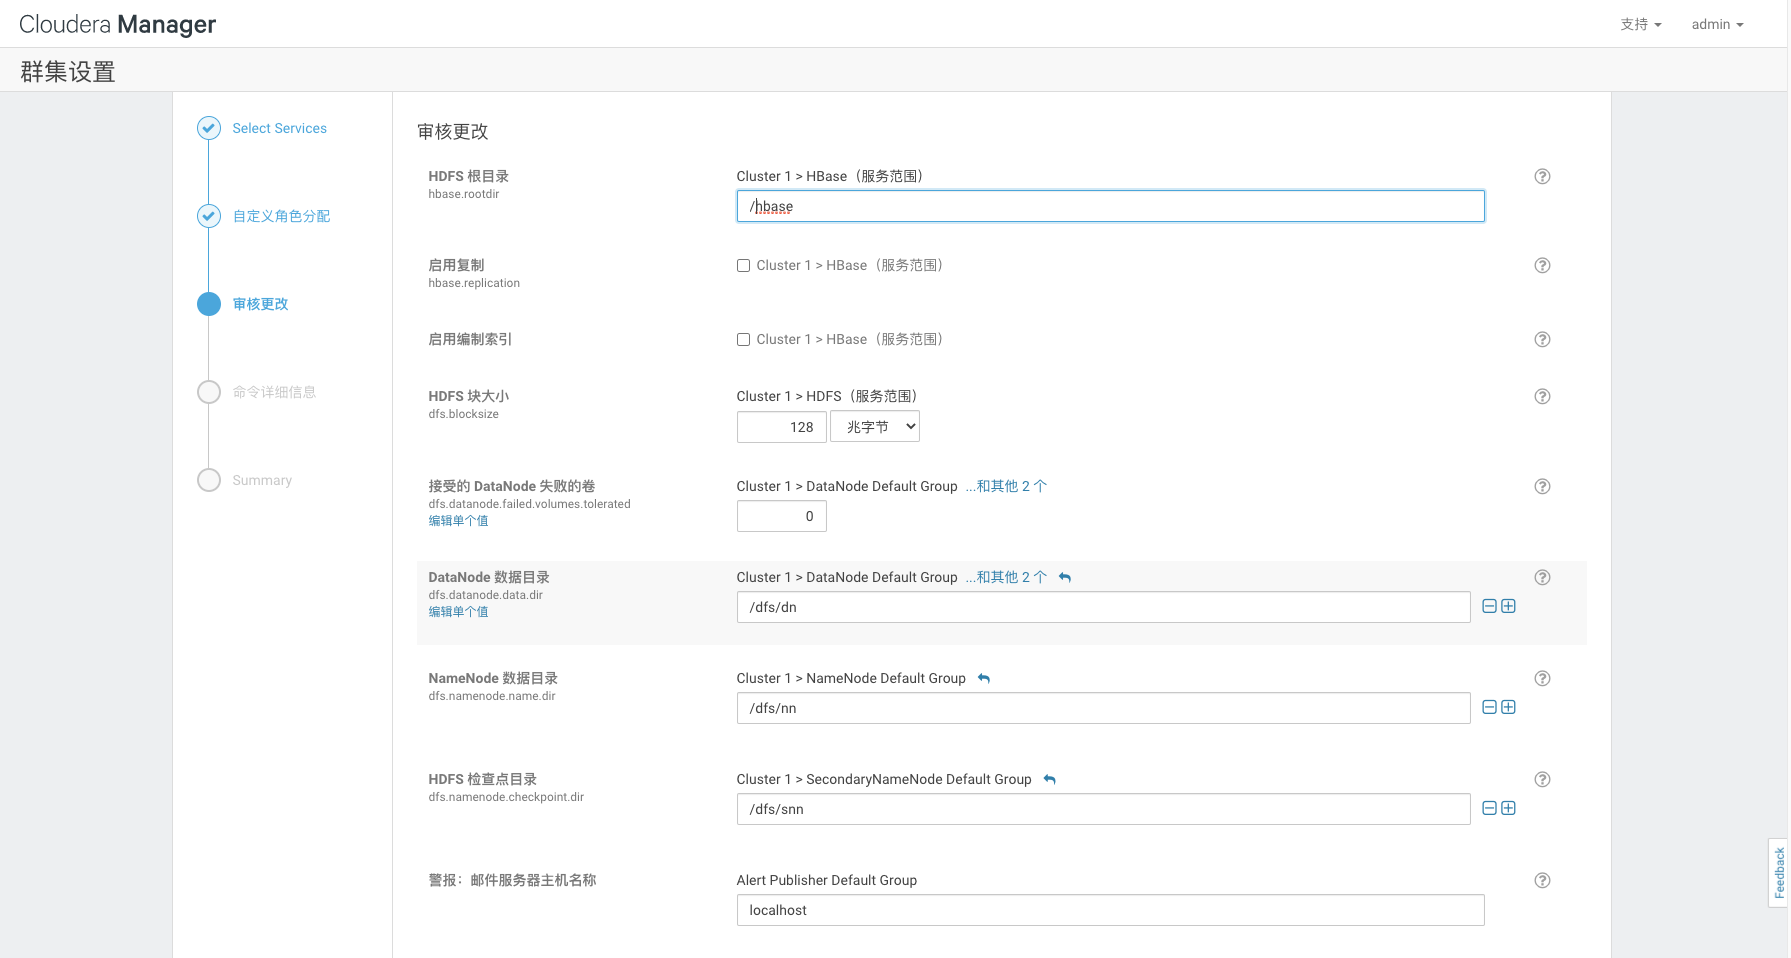 Cloudera Manager
支持
admin
群集设置
Select Services
自定义角色分配
审核更改
命令详细信息
Summary
审核更改
HDFS 根目录
hbase.rootdir
Cluster 1 > HBase（服务范围）
/hbase
启用复制
hbase.replication
Cluster 1 > HBase（服务范围）
启用编制索引
Cluster 1 > HBase（服务范围）
HDFS 块大小
dfs.blocksize
Cluster 1 > HDFS（服务范围）
128
兆字节
接受的 DataNode 失败的卷
dfs.datanode.failed.volumes.tolerated
编辑单个值
Cluster 1 > DataNode Default Group ...和其他 2 个
0
DataNode 数据目录
dfs.datanode.data.dir
编辑单个值
Cluster 1 > DataNode Default Group ...和其他 2 个
/dfs/dn
NameNode 数据目录
dfs.namenode.name.dir
Cluster 1 > NameNode Default Group
/dfs/nn
HDFS 检查点目录
dfs.namenode.checkpoint.dir
Cluster 1 > SecondaryNameNode Default Group
/dfs/snn
警报：邮件服务器主机名称
Alert Publisher Default Group
localhost
Feedback